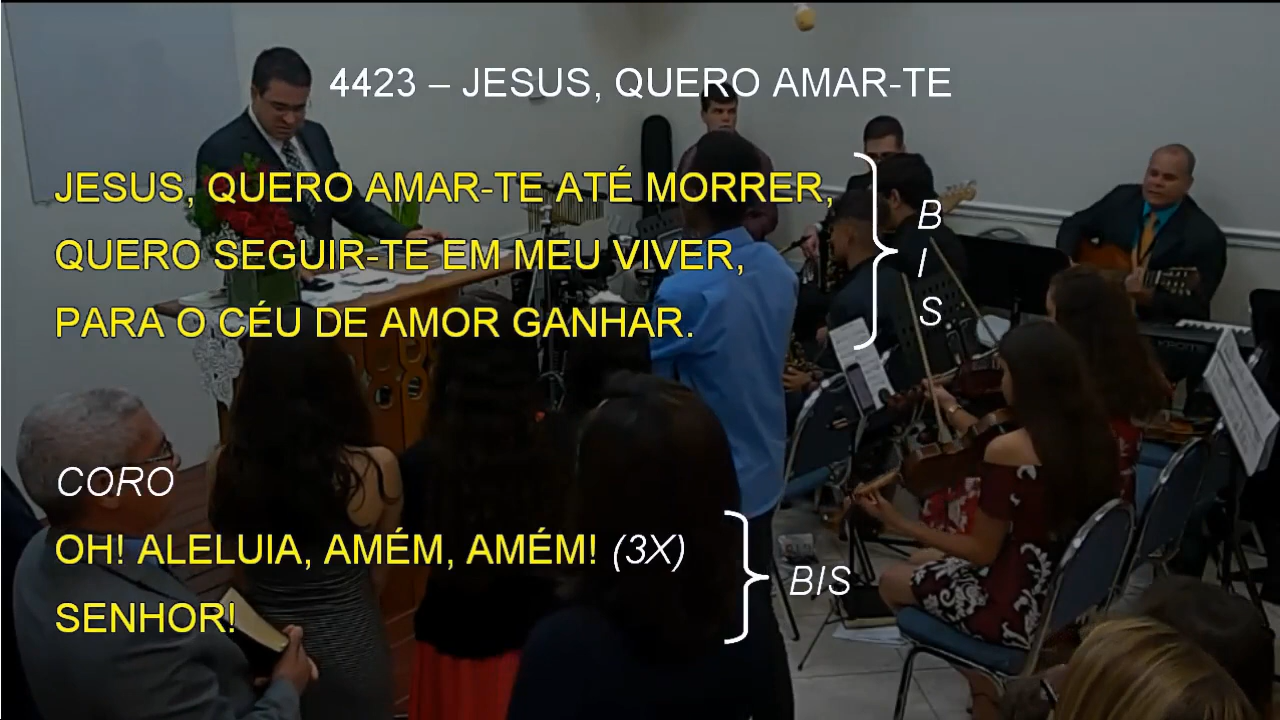 4423 – JESUS, QUERO AMAR-TE
JESUS, QUERO AMAR-TE ATÉ MORRER,
QUERO SEGUIR-TE EM MEU VIVER,
PARA O CÉU DE AMOR GANHAR.
B
I
S
CORO
OH! ALELUIA, AMÉM, AMÉM! (3X)
SENHOR!
BIS